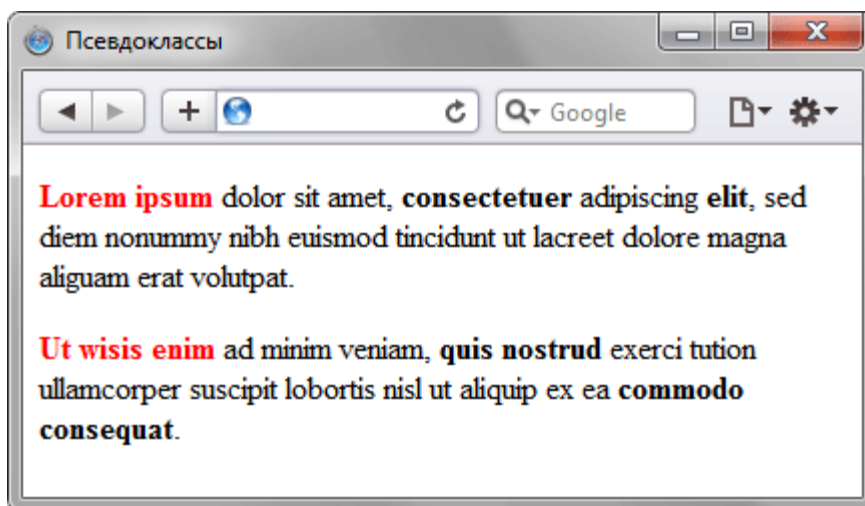 Псевдоклассы
Google
Lorem ipsum dolor sit amet, consectetuer adipiscing elit, sed
diem nonummy nibh euismod tincidunt ut lacreet dolore magna
aliguam erat volutpat.
Ut wisis enim ad minim veniam, quis nostrud exerci tution
ullamcorper suscipit lobortis nisl ut aliquip ex ea commodo
consequat.